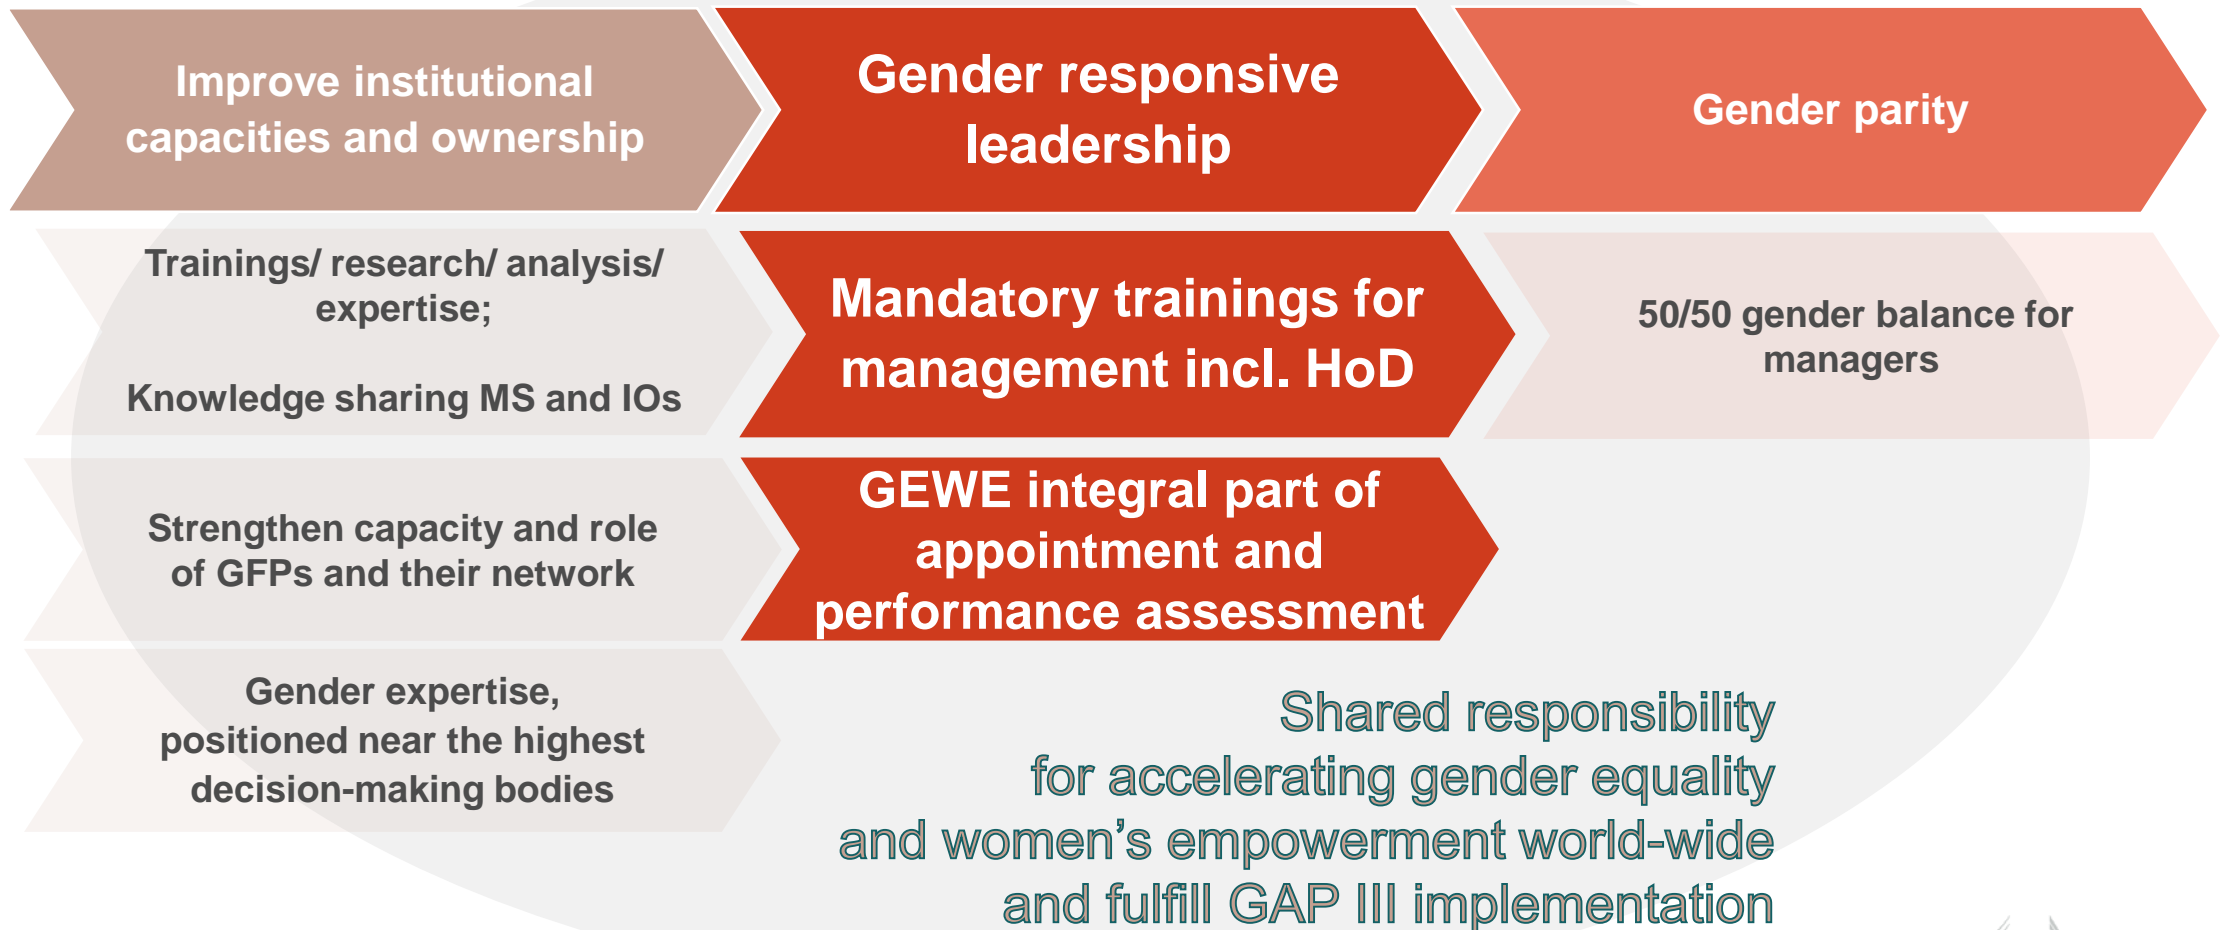 Improve institutional
capacities and ownership
Gender responsive
leadership
Gender parity
Trainings/ research/ analysis/
expertise;
Knowledge sharing MS and IOs
Mandatory trainings for
management incl. HoD
50/50 gender balance for
managers
Strengthen capacity and role
of GFPs and their network
GEWE integral part of
appointment and
performance assessment
Gender expertise,
positioned near the highest
decision-making bodies
Shared responsibility
for accelerating gender equality
and women’s empowerment world-wide
and fulfill GAP III implementation